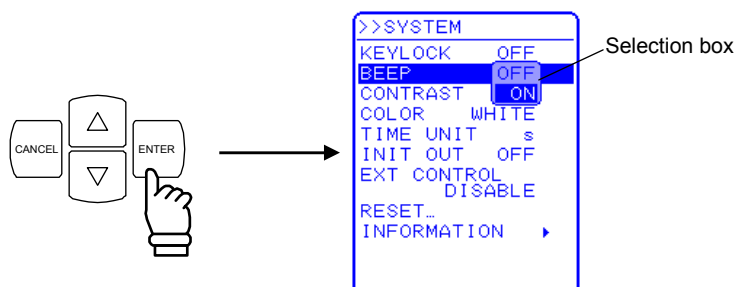 >>SYSTEM
KEYLOCK OFF
BEEP OFF
CONTRAST ON
COLOR WHITE
TIME UNIT s
INIT OUT OFF
EXT CONTROL
DISABLE
RESET…
INFORMATION
Selection box
CANCEL
ENTER